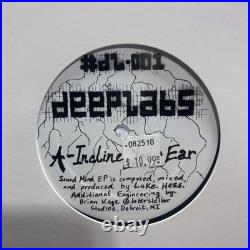 #dl-001
deepLabs
082510
$ 10.99
A-Incline Ear
Sound Mind EP is composed, mixed,
and produced by Luke Hess.
Additional Engineering by
Brian Kage @Interstellar
Studios, Detroit, MI